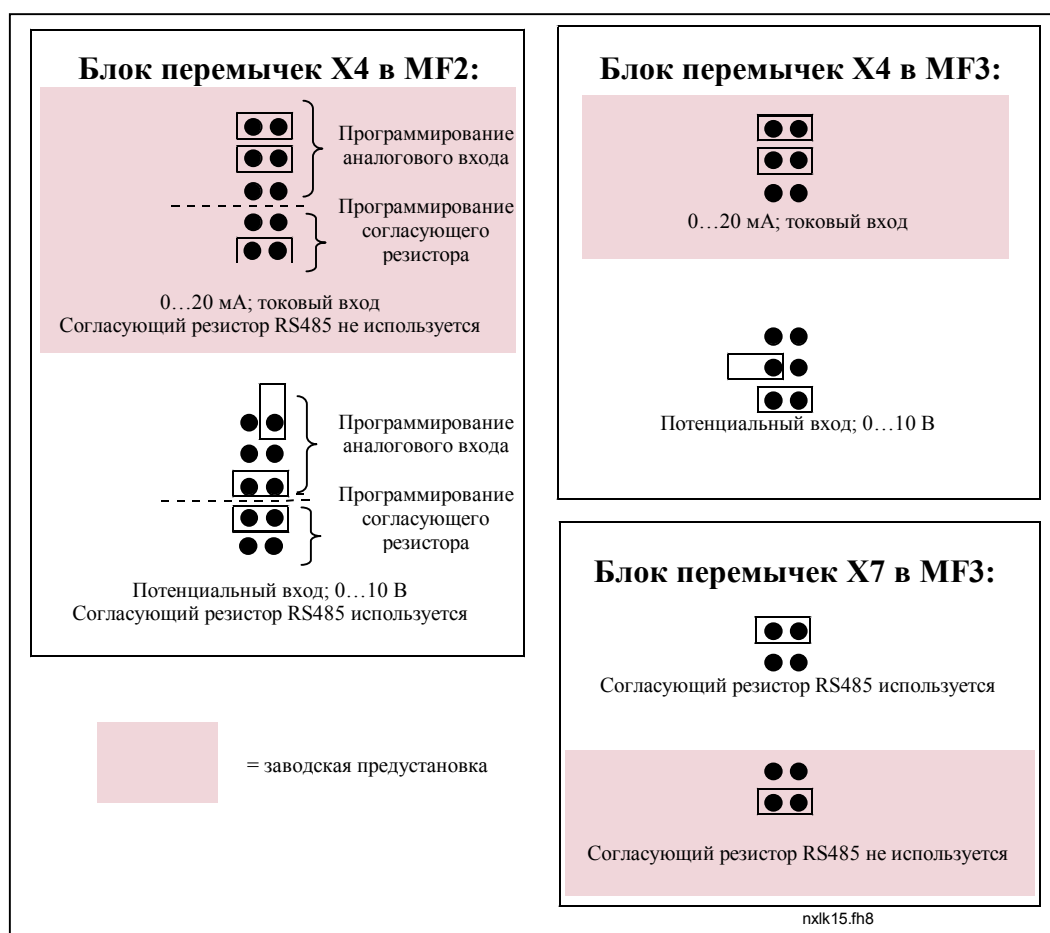 Блок перемычек X4 в MF2:
Программирование
аналогового входа
Программирование
согласующего
резистора
0…20 мА; токовый вход
Согласующий резистор RS485 не используется
Программирование
аналогового входа
Программирование
согласующего
резистора
Потенциальный вход; 0…10 В
Согласующий резистор RS485 используется
= заводская предустановка
Блок перемычек X4 в MF3:
0…20 мА; токовый вход
Потенциальный вход; 0…10 В
Блок перемычек X7 в MF3:
Согласующий резистор RS485 используется
Согласующий резистор RS485 не используется
nxlk15.fh8